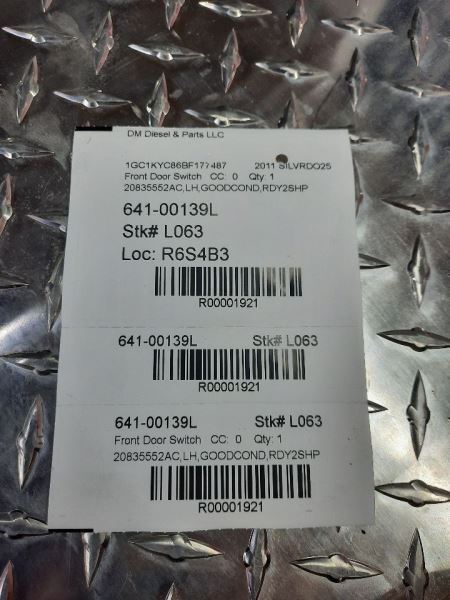 DM Diesel & Parts LLC
1GC1KYC86BF177487 2011 SILVRDO25
Front Door Switch CC: 0 Qty: 1
20835552AC,LH,GOODCOND,RDY2SHP
641-00139L
Stk# L063
Loc: R6S4B3
R00001921
641-00139L Stk# L063
R00001921
641-00139L Stk# L063
Front Door Switch CC: 0 Qty: 1
20835552AC,LH,GOODCOND,RDY2SHP
R00001921